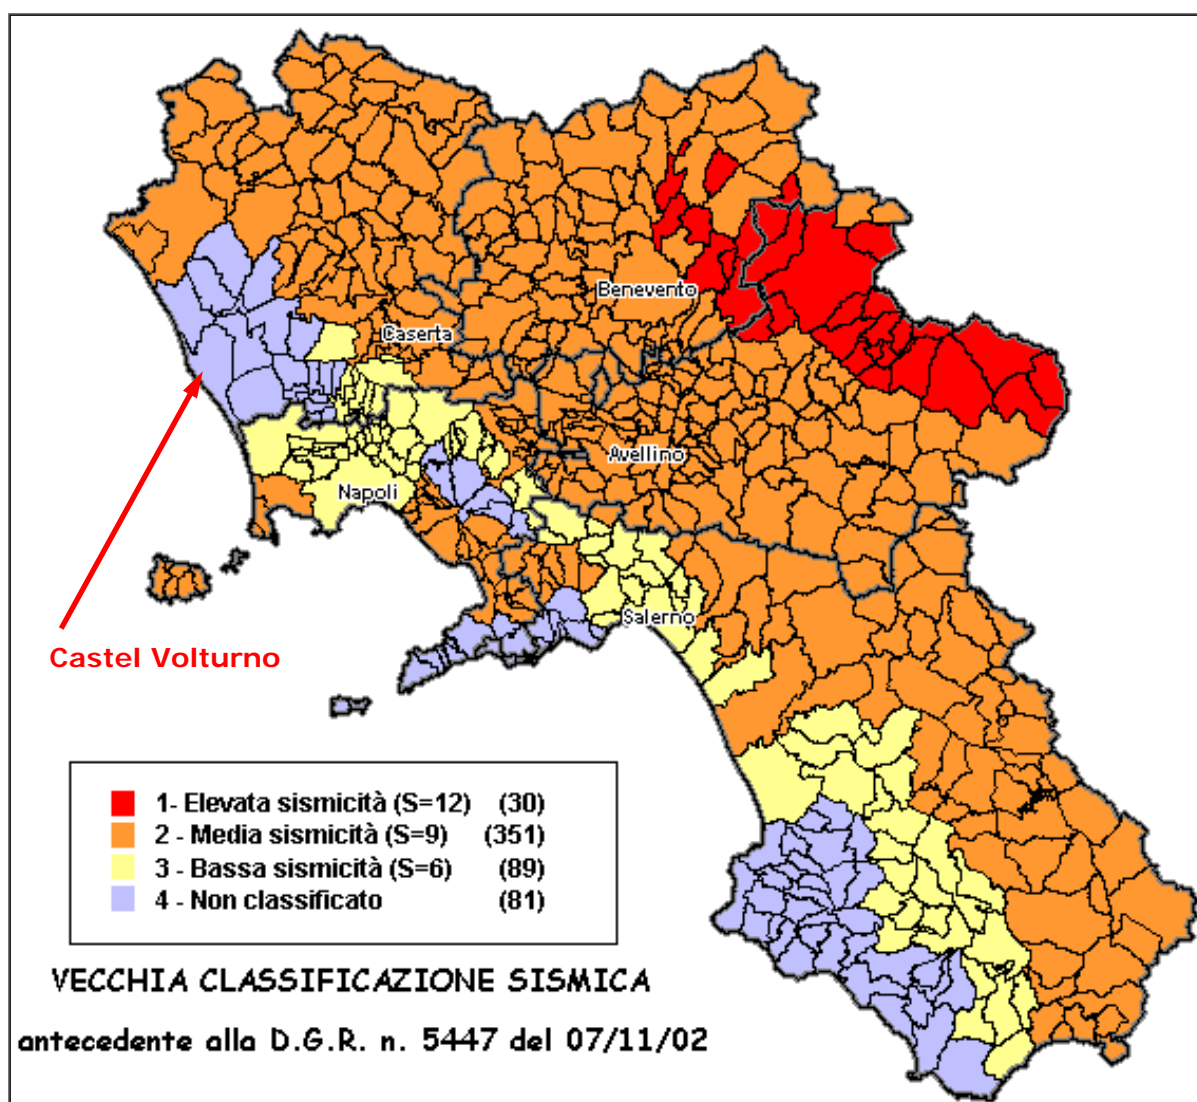 Benevento
Caserta
Avellino
Napoli
Salerno
Castel Volturno
1- Elevata sismicità (S=12) (30)
2 - Media sismicità (S=9) (351)
3 - Bassa sismicità (S=6) (89)
4 - Non classificato (81)
VECCHIA CLASSIFICAZIONE SISMICA
antecedente alla D.G.R. n. 5447 del 07/11/02